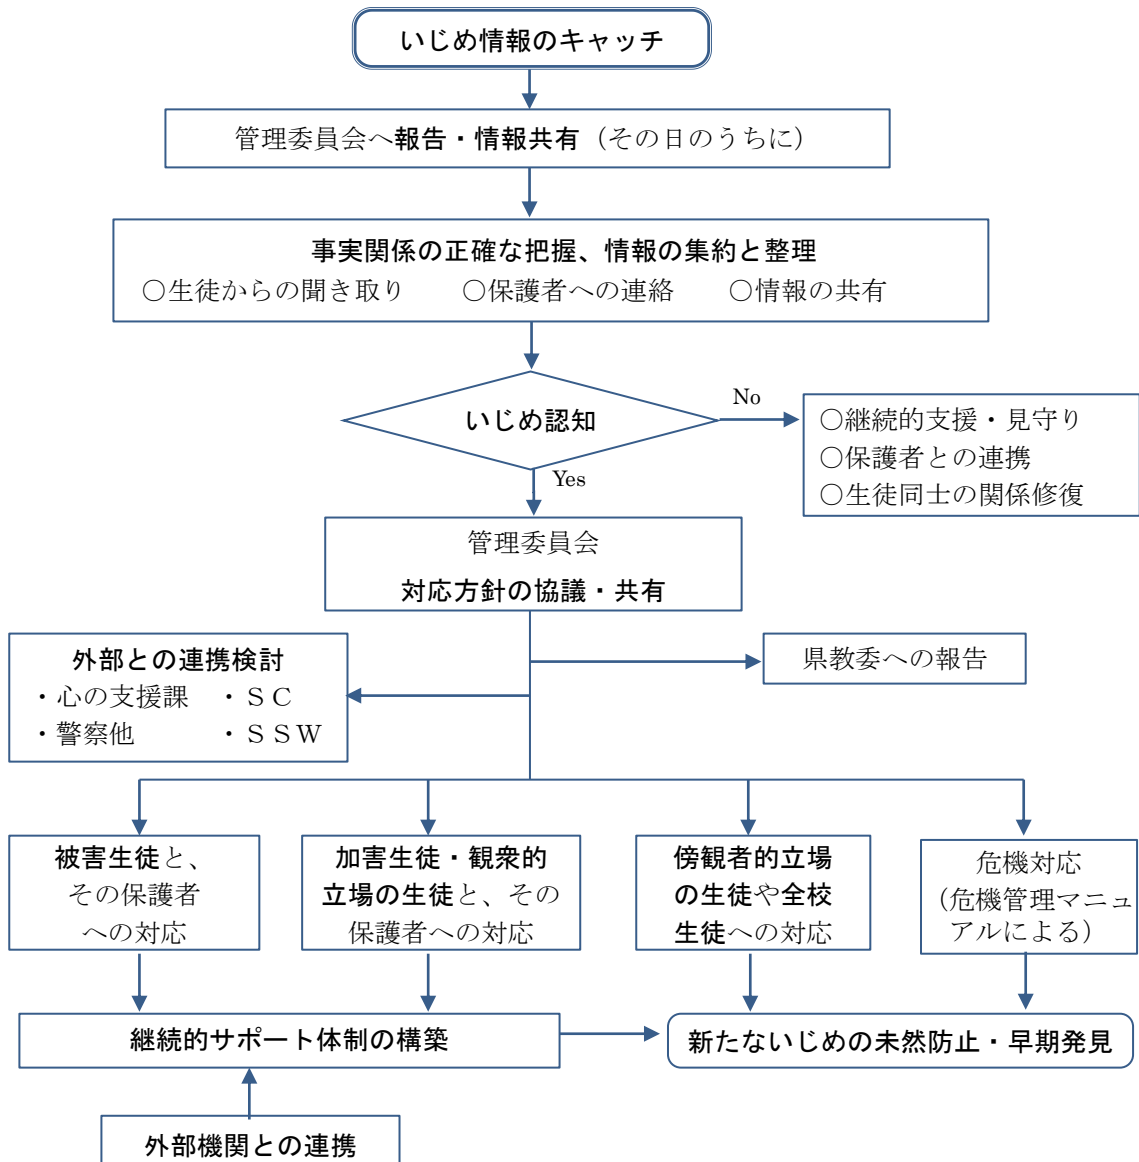 いじめ情報のキャッチ
管理委員会へ報告・情報共有（その日のうちに）
事実関係の正確な把握、情報の集約と整理
○生徒からの聞き取り　　○保護者への連絡　　○情報の共有
いじめ認知
No
○継続的支援・見守り
○保護者との連携
○生徒同士の関係修復
Yes
管理委員会
対応方針の協議・共有
外部との連携検討
・心の支援課　・ＳＣ
・警察他　　　・ＳＳＷ
県教委への報告
被害生徒と、
その保護者
への対応
加害生徒・観衆的
立場の生徒と、その
保護者への対応
傍観者的立場
の生徒や全校
生徒への対応
危機対応
（危機管理マニュ
アルによる）
継続的サポート体制の構築
新たないじめの未然防止・早期発見
外部機関との連携